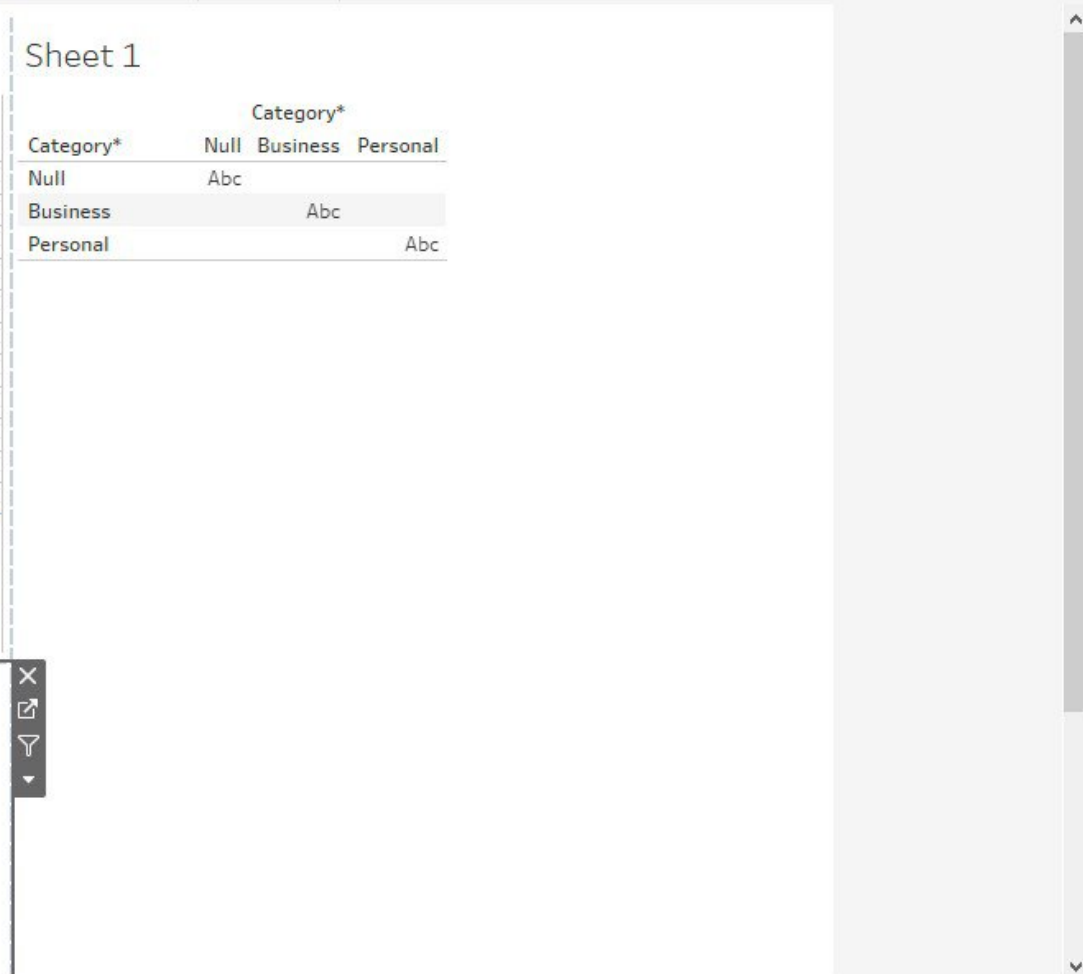 Sheet 1
Category*
Category* Null Business Personal
Null Abc
Business Abc
Personal Abc